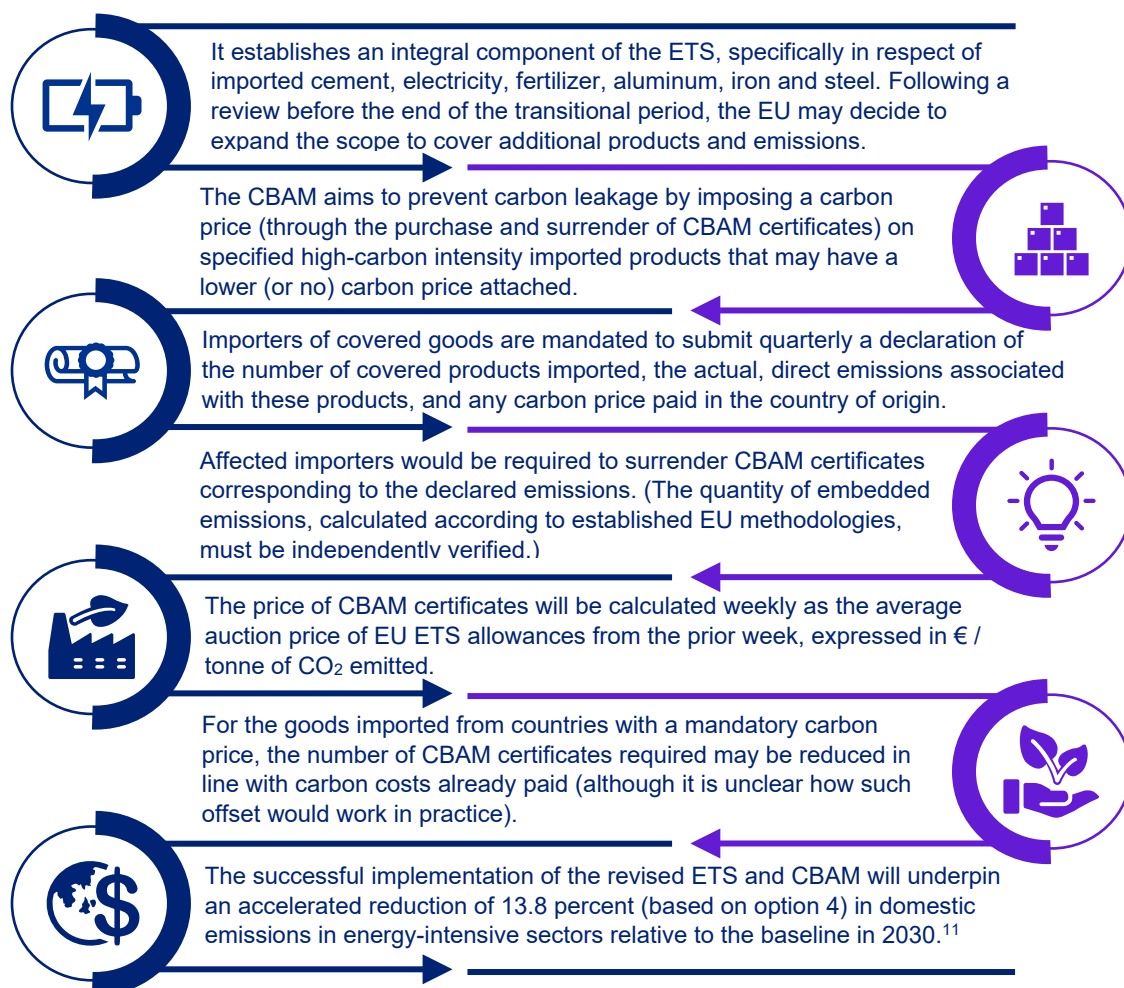 It establishes an integral component of the ETS, specifically in respect of
imported cement, electricity, fertilizer, aluminum, iron and steel. Following a
review before the end of the transitional period, the EU may decide to
expand the scope to cover additional products and emissions.
The CBAM aims to prevent carbon leakage by imposing a carbon
price (through the purchase and surrender of CBAM certificates) on
specified high-carbon intensity imported products that may have a
lower (or no) carbon price attached.
Importers of covered goods are mandated to submit quarterly a declaration of
the number of covered products imported, the actual, direct emissions associated
with these products, and any carbon price paid in the country of origin.
Affected importers would be required to surrender CBAM certificates
corresponding to the declared emissions. (The quantity of embedded
emissions, calculated according to established EU methodologies,
must be independently verified.)
The price of CBAM certificates will be calculated weekly as the average
auction price of EU ETS allowances from the prior week, expressed in € /
tonne of CO₂ emitted.
For the goods imported from countries with a mandatory carbon
price, the number of CBAM certificates required may be reduced in
line with carbon costs already paid (although it is unclear how such
offset would work in practice).
The successful implementation of the revised ETS and CBAM will underpin
an accelerated reduction of 13.8 percent (based on option 4) in domestic
emissions in energy-intensive sectors relative to the baseline in 2030.¹¹
$